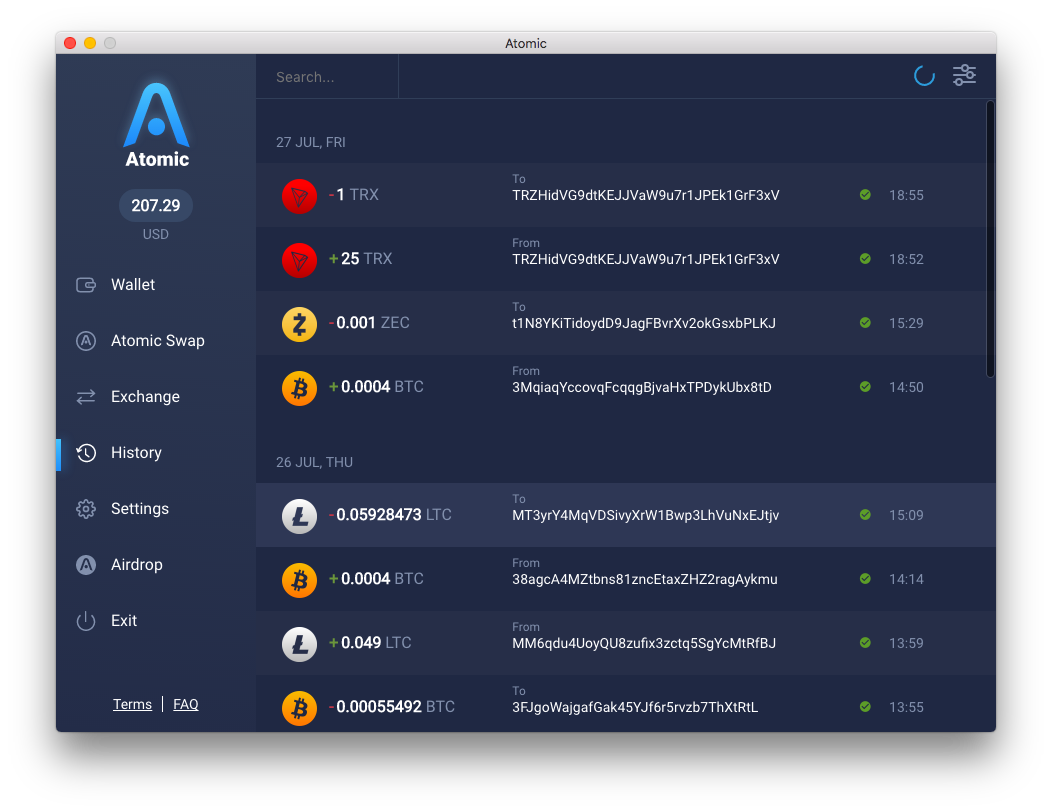 Atomic
Search...
Atomic
207.29
USD
Wallet
Atomic Swap
Exchange
History
Settings
Airdrop
Exit
Terms | FAQ
27 JUL, FRI
- 1 TRX To TRZHidVG9dtKEJJVaW9u7r1JPEk1GrF3xV 18:55
+ 25 TRX From TRZHidVG9dtKEJJVaW9u7r1JPEk1GrF3xV 18:52
- 0.001 ZEC To t1N8YKiTidoydD9JagFBvrXv2okGsxbPLKJ 15:29
+ 0.0004 BTC From 3MqiaqYccovqFcqqgBjvaHxTPDykUbx8tD 14:50
26 JUL, THU
- 0.05928473 LTC To MT3yrY4MqVDSivyXrW1Bwp3LhVuNxEJtjv 15:09
+ 0.0004 BTC From 38agcA4MZtbns81zncEtaxZHZ2ragAykmu 14:14
+ 0.049 LTC From MM6qdu4UoyQU8zufix3zctq5SgYcMtRfBJ 13:59
- 0.00055492 BTC To 3FJgoWajgafGak45YJf6r5rvzb7ThXtRtL 13:55